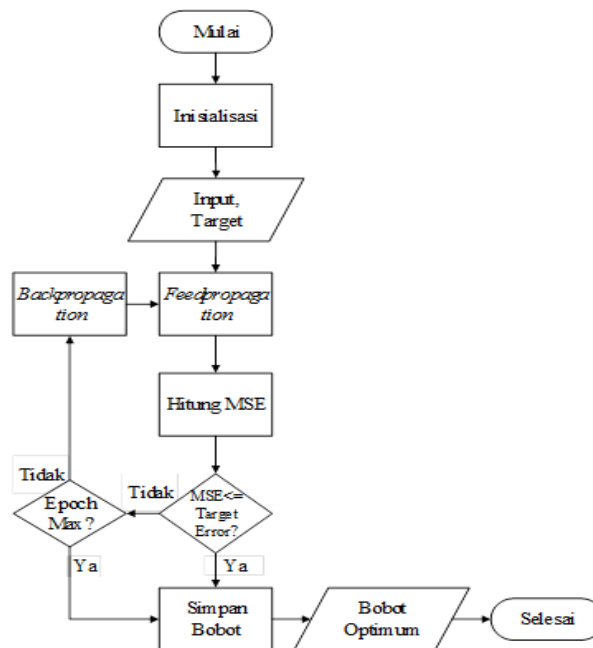 Mulai
Inisialisasi
Input,
Target
Backpropaga
tion
Feedpropaga
tion
Hitung MSE
Tidak
Tidak
Epoch
Max?
MSE<=
Target
Error?
Ya
Ya
Simpan
Bobot
Bobot
Optimum
Selesai